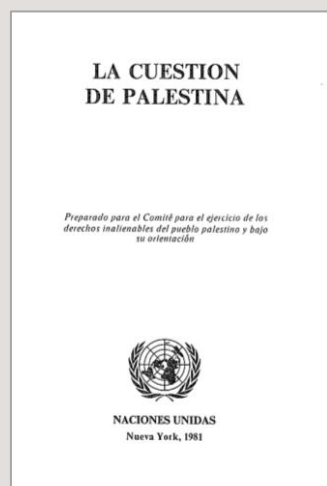 LA CUESTION
DE PALESTINA
Preparado para el Comité para el ejercicio de los
derechos inalienables del pueblo palestino y bajo
su orientación
NACIONES UNIDAS
Nueva York, 1981